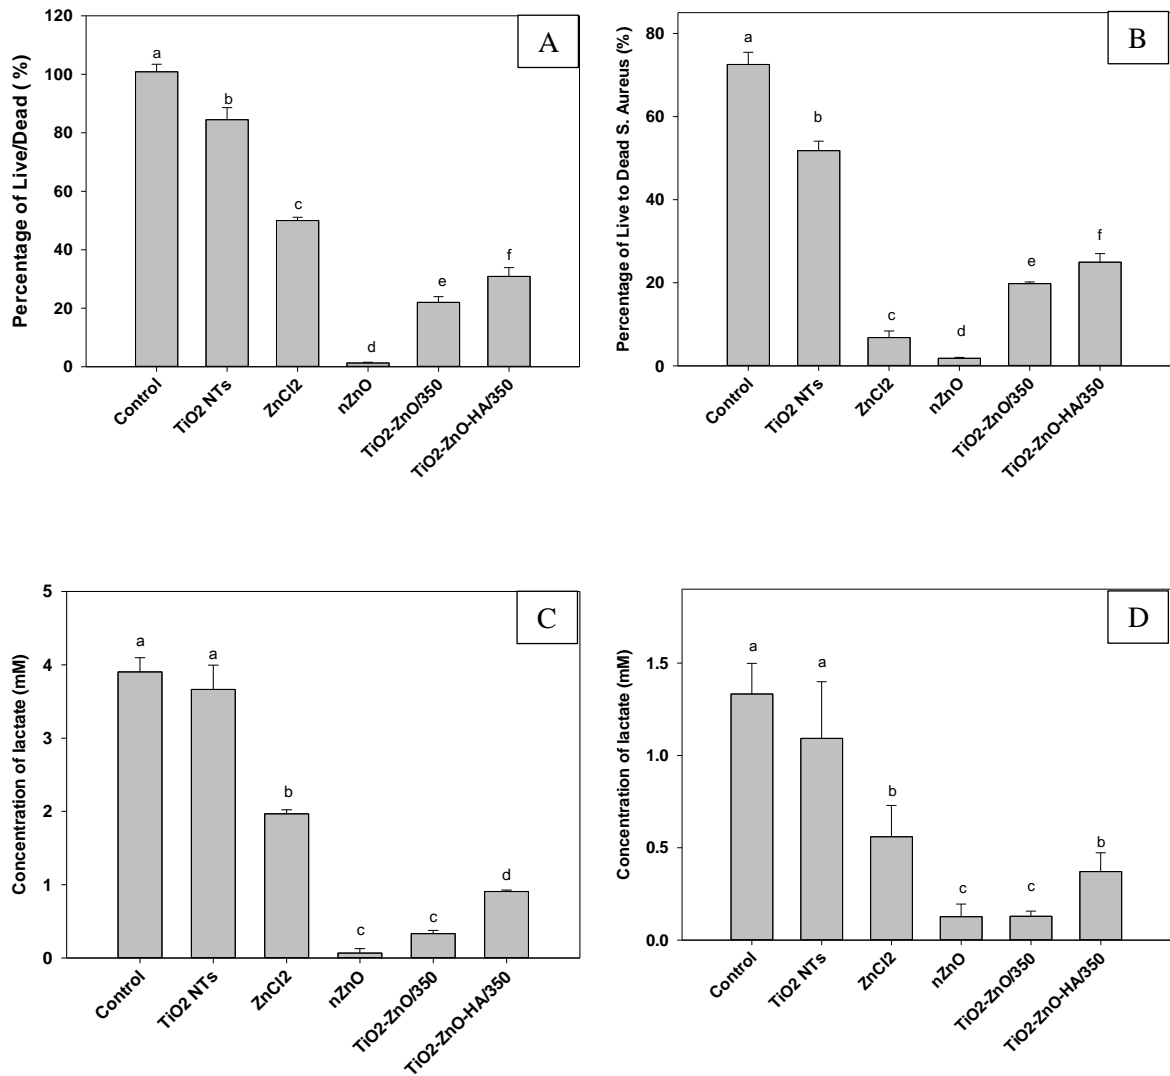 A
Percentage of Live/Dead ( %)
120
100
80
60
40
20
0
a
b
c
d
e
f
Control
TiO2 NTs
ZnCl2
nZnO
TiO2-ZnO/350
TiO2-ZnO-HA/350
B
Percentage of Live to Dead S. Aureus (%)
80
60
40
20
0
a
b
c
d
e
f
Control
TiO2 NTs
ZnCl2
nZnO
TiO2-ZnO/350
TiO2-ZnO-HA/350
C
Concentration of lactate (mM)
5
4
3
2
1
0
a
a
b
c
c
d
Control
TiO2 NTs
ZnCl2
nZnO
TiO2-ZnO/350
TiO2-ZnO-HA/350
D
Concentration of lactate (mM)
1.5
1.0
0.5
0.0
a
a
b
c
c
b
Control
TiO2 NTs
ZnCl2
nZnO
TiO2-ZnO/350
TiO2-ZnO-HA/350